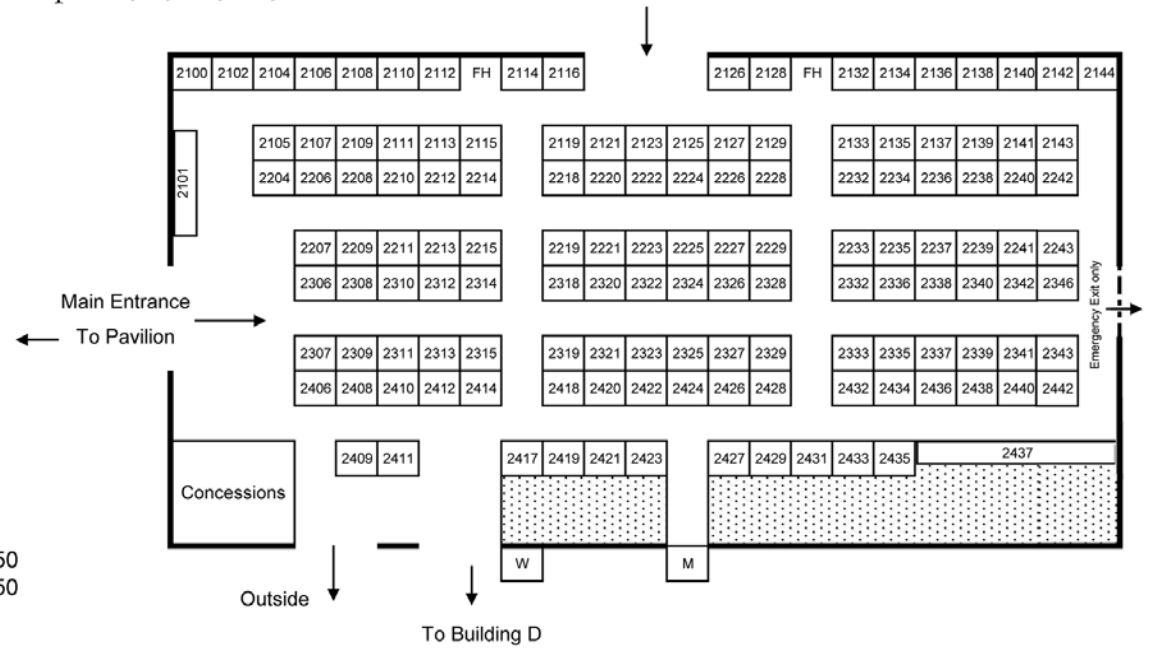 2100 2102 2104 2106 2108 2110 2112 FH 2114 2116 2126 2128 FH 2132 2134 2136 2138 2140 2142 2144
2105 2107 2109 2111 2113 2115 2119 2121 2123 2125 2127 2129 2133 2135 2137 2139 2141 2143
2101
2204 2206 2208 2210 2212 2214 2218 2220 2222 2224 2226 2228 2232 2234 2236 2238 2240 2242
2207 2209 2211 2213 2215 2219 2221 2223 2225 2227 2229 2233 2235 2237 2239 2241 2243
2306 2308 2310 2312 2314 2318 2320 2322 2324 2326 2328 2332 2336 2338 2340 2342 2346
Main Entrance
To Pavilion
Emergency Exit only
2307 2309 2311 2313 2315 2319 2321 2323 2325 2327 2329 2333 2335 2337 2339 2341 2343
2406 2408 2410 2412 2414 2418 2420 2422 2424 2426 2428 2432 2434 2436 2438 2440 2442
2409 2411 2417 2419 2421 2423 2427 2429 2431 2433 2435 2437
Concessions
50
50
W M
Outside
To Building D